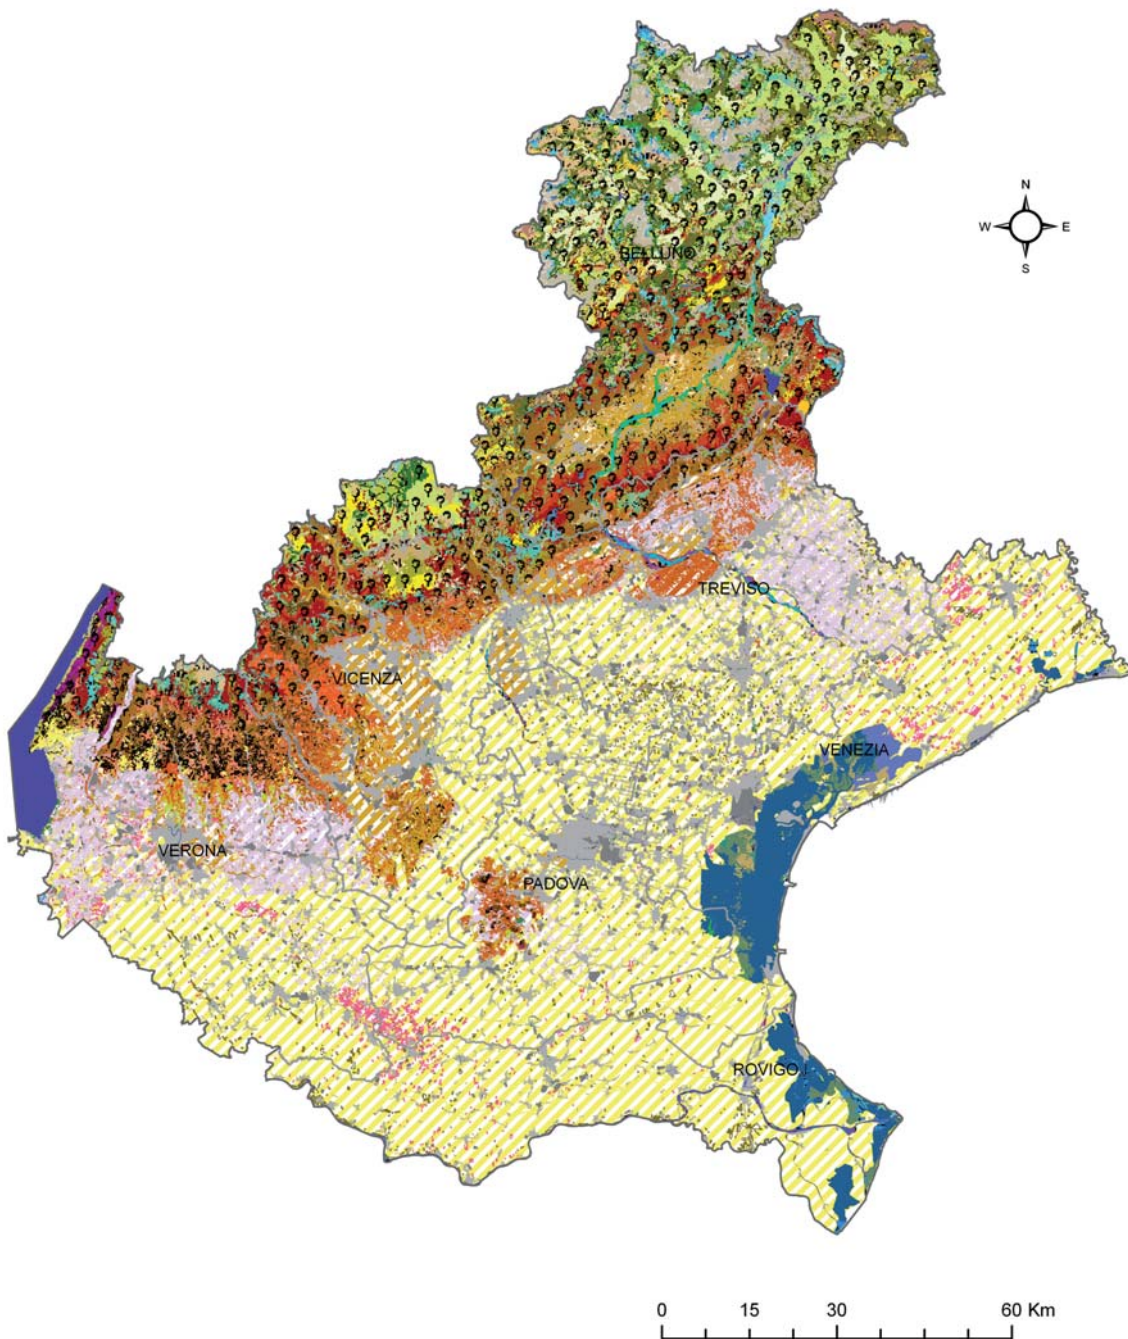 N
W E
S
BELLUNO
TREVISO
VICENZA
VENEZIA
VERONA
PADOVA
ROVIGO
0 15 30 60 Km